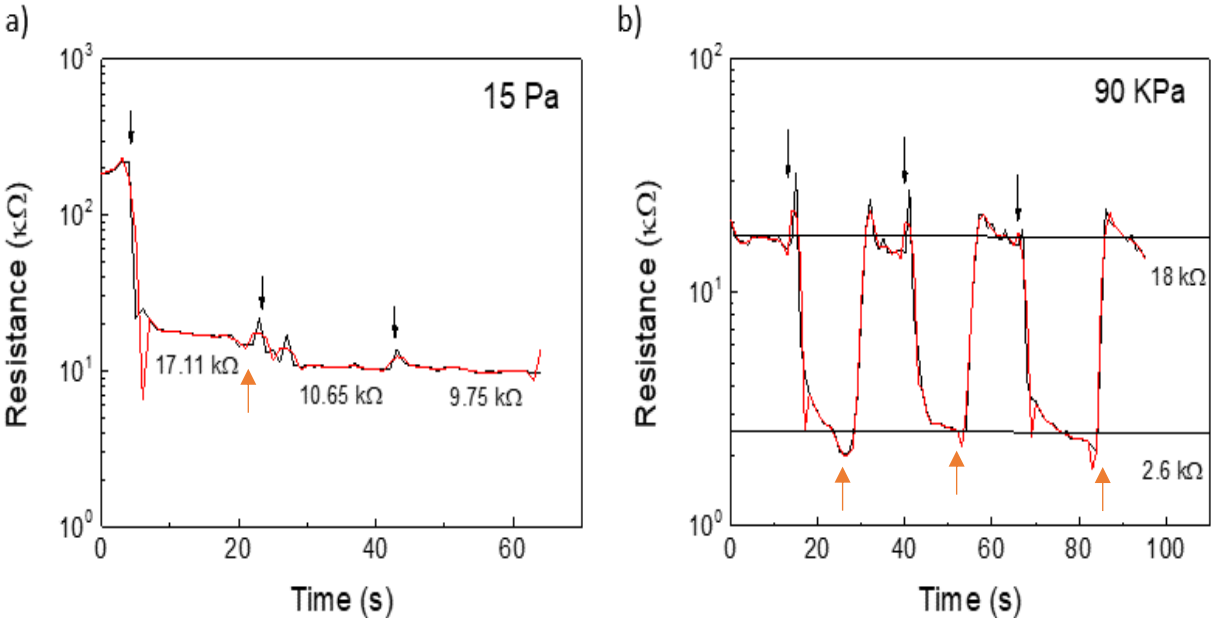 a)
15 Pa
10³
10²
10¹
10⁰
Resistance (κΩ)
17.11 kΩ
10.65 kΩ
9.75 kΩ
0
20
40
60
Time (s)
b)
90 KPa
10²
10¹
10⁰
Resistance (κΩ)
18 kΩ
2.6 kΩ
0
20
40
60
80
100
Time (s)